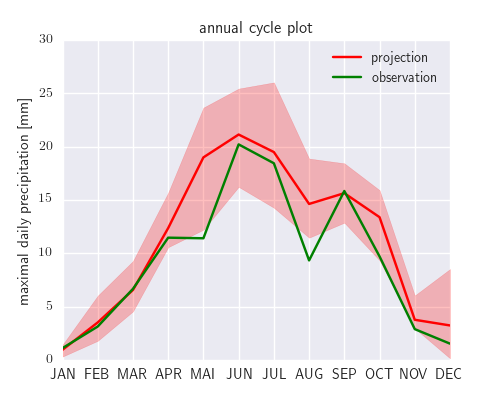 annual cycle plot
projection
observation
maximal daily precipitation [mm]
30
25
20
15
10
5
0
JAN FEB MAR APR MAI JUN JUL AUG SEP OCT NOV DEC